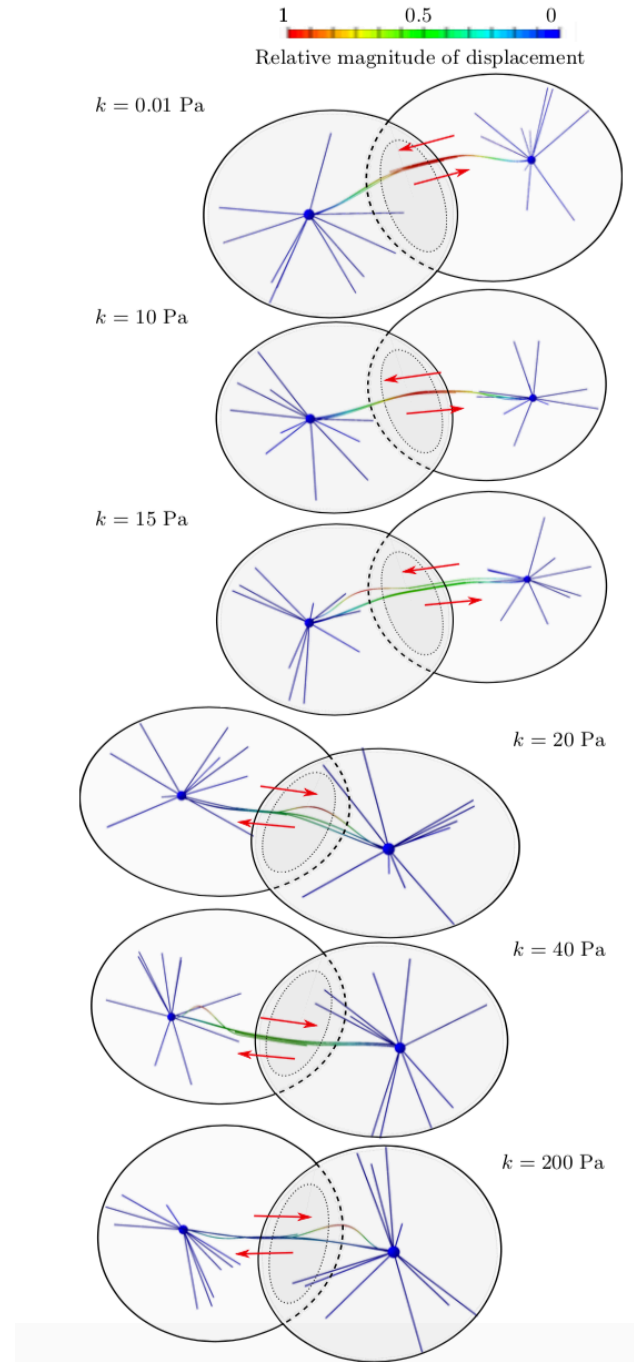 1 0.5 0
Relative magnitude of displacement
k = 0.01 Pa
k = 10 Pa
k = 15 Pa
k = 20 Pa
k = 40 Pa
k = 200 Pa